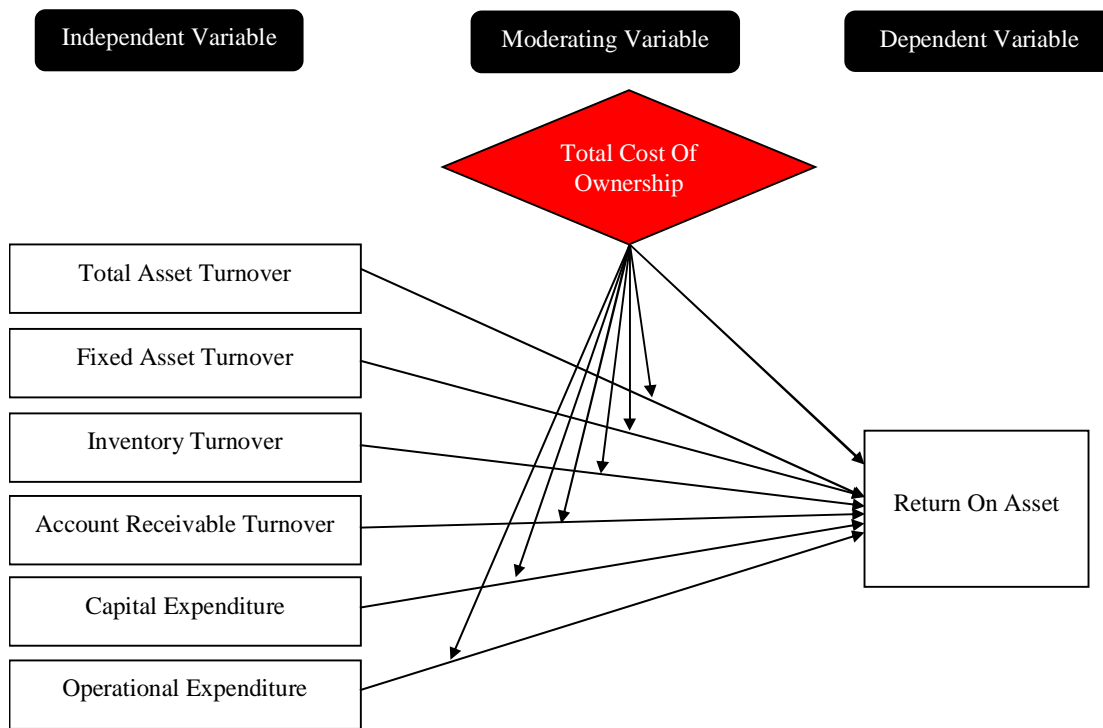 Independent Variable
Moderating Variable
Dependent Variable
Total Cost Of
Ownership
Total Asset Turnover
Fixed Asset Turnover
Inventory Turnover
Account Receivable Turnover
Capital Expenditure
Operational Expenditure
Return On Asset